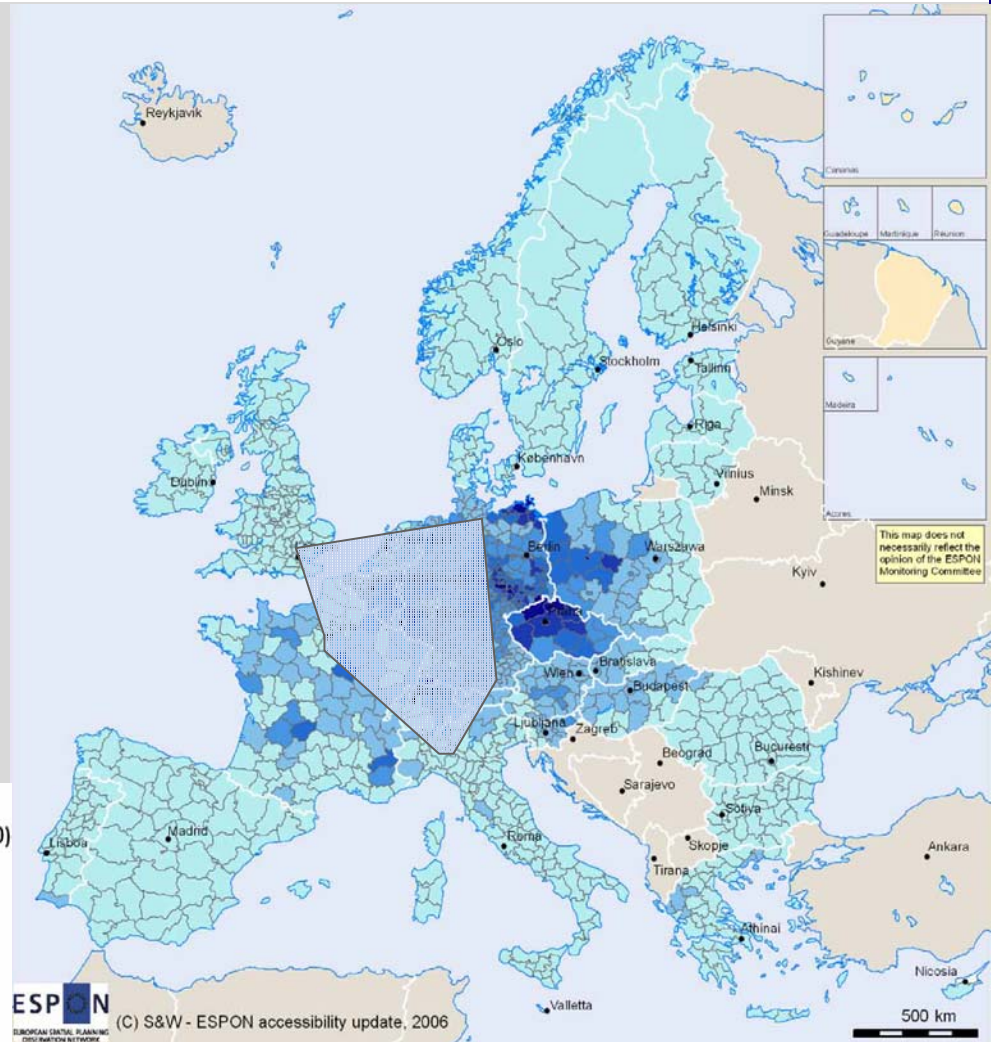 Reykjavik
Canarias
Guadeloupe
Martinique
Réunion
Guyane
Helsinki
Oslo
Stockholm
Tallinn
Madeira
Riga
København
Vilnius
Dublin
Minsk
Acores
This map does not
necessarily reflect the
opinion of the ESPON
Monitoring Committee
Berlin
Warszawa
Kyiv
Bratislava
Wien
Kishinev
Budapest
Ljubljana
Zagreb
Beograd
Bucuresti
Sarajevo
Sofiya
0)
Madrid
Lisboa
Roma
Skopje
Ankara
Tirana
Athinai
Nicosia
ESPON
EUROPEAN SPATIAL PLANNING
OBSERVATION NETWORK
(C) S&W - ESPON accessibility update, 2006
Valletta
500 km